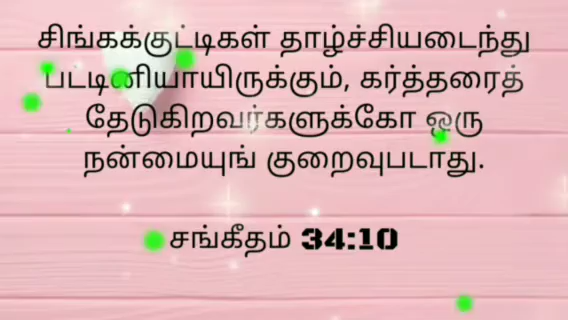 சிங்கக்குட்டிகள் தாழ்ச்சியடைந்து
பட்டினியாயிருக்கும், கர்த்தரைத்
தேடுகிறவர்களுக்கோ ஒரு
நன்மையுங் குறைவுபடாது.
சங்கீதம் 34:10